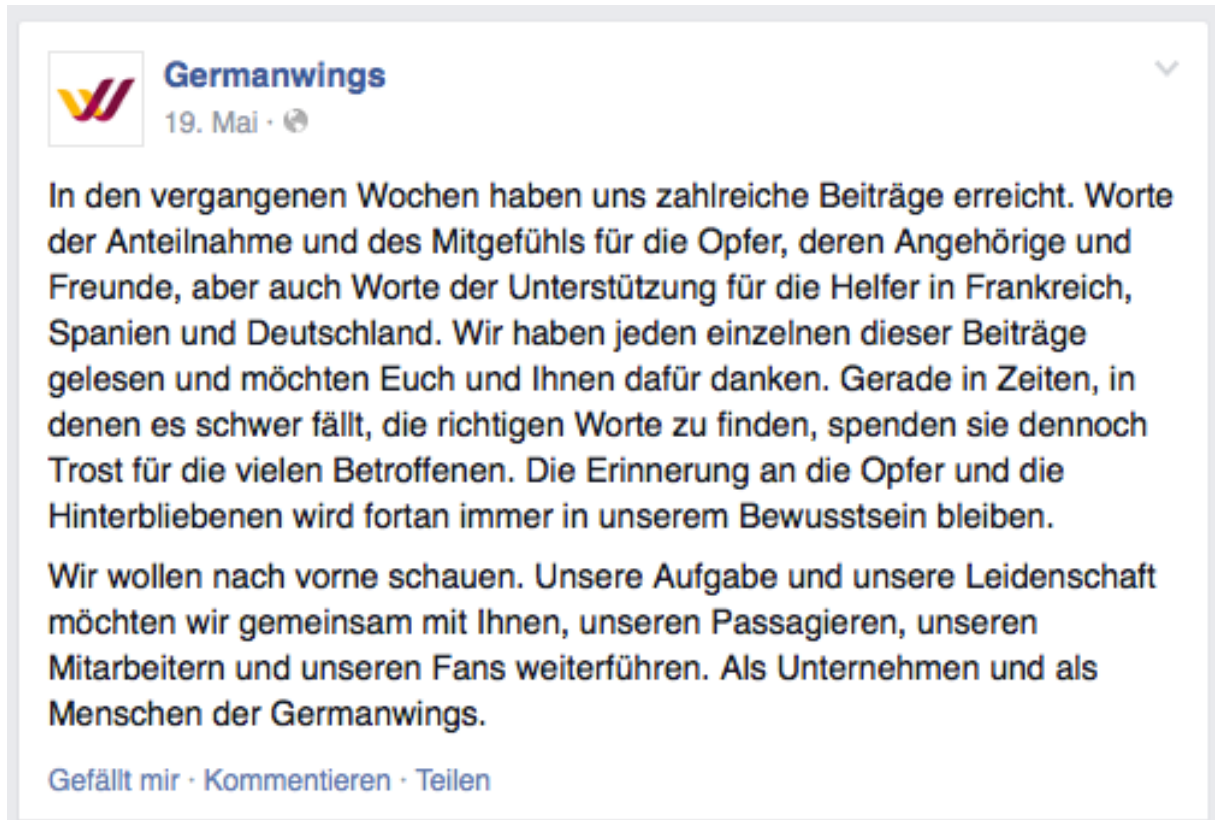 Germanwings
19. Mai ·
In den vergangenen Wochen haben uns zahlreiche Beiträge erreicht. Worte
der Anteilnahme und des Mitgefühls für die Opfer, deren Angehörige und
Freunde, aber auch Worte der Unterstützung für die Helfer in Frankreich,
Spanien und Deutschland. Wir haben jeden einzelnen dieser Beiträge
gelesen und möchten Euch und Ihnen dafür danken. Gerade in Zeiten, in
denen es schwer fällt, die richtigen Worte zu finden, spenden sie dennoch
Trost für die vielen Betroffenen. Die Erinnerung an die Opfer und die
Hinterbliebenen wird fortan immer in unserem Bewusstsein bleiben.
Wir wollen nach vorne schauen. Unsere Aufgabe und unsere Leidenschaft
möchten wir gemeinsam mit Ihnen, unseren Passagieren, unseren
Mitarbeitern und unseren Fans weiterführen. Als Unternehmen und als
Menschen der Germanwings.
Gefällt mir · Kommentieren · Teilen